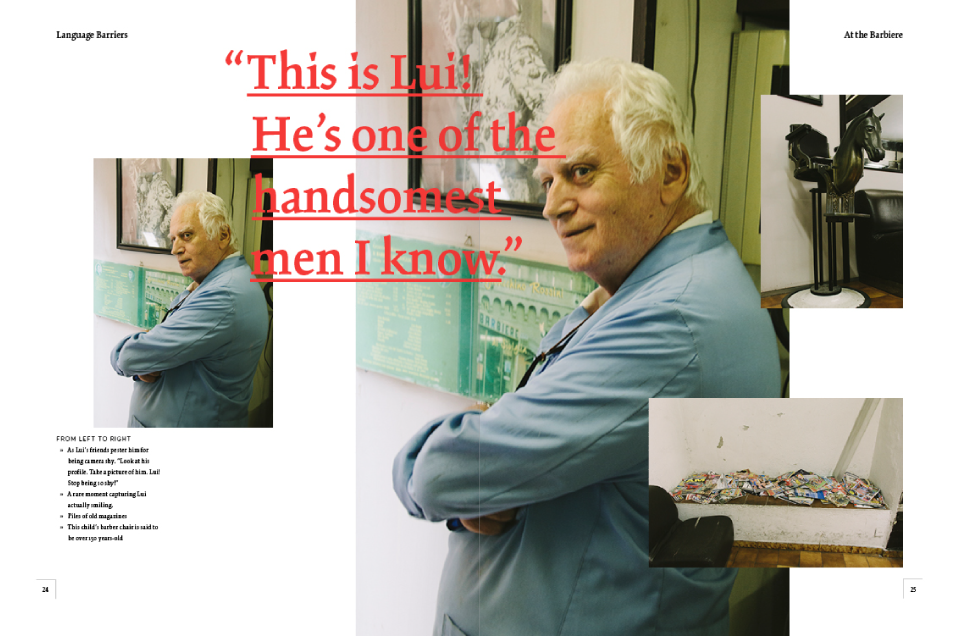 Language Barriers
At the Barbiere
“This is Lui!
He’s one of the
handsomest
men I know.”
BARBIERE
FROM LEFT TO RIGHT
» As Lui’s friends pester him for
being camera shy. “Look at his
profile. Take a picture of him. Lui!
Stop being so shy!”
» A rare moment capturing Lui
actually smiling.
» Piles of old magazines
» This child’s barber chair is said to
be over 150 years-old
24
25